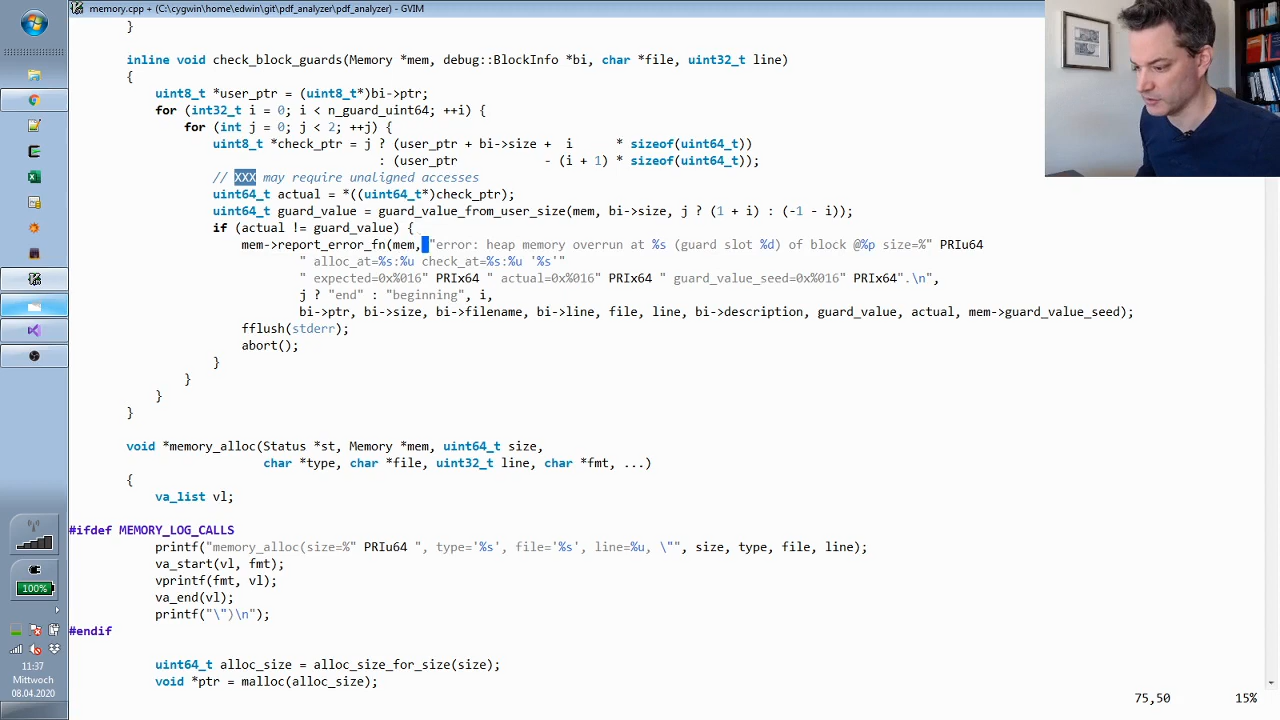 memory.cpp + (C:\cygwin\home\edwin\git\pdf_analyzer\pdf_analyzer) - GVIM
}
inline void check_block_guards(Memory *mem, debug::BlockInfo *bi, char *file, uint32_t line)
{
uint8_t *user_ptr = (uint8_t*)bi->ptr;
for (int32_t i = 0; i < n_guard_uint64; ++i) {
for (int j = 0; j < 2; ++j) {
uint8_t *check_ptr = j ? (user_ptr + bi->size + i * sizeof(uint64_t))
: (user_ptr - (i + 1) * sizeof(uint64_t));
// XXX may require unaligned accesses
uint64_t actual = *((uint64_t*)check_ptr);
uint64_t guard_value = guard_value_from_user_size(mem, bi->size, j ? (1 + i) : (-1 - i));
if (actual != guard_value) {
mem->report_error_fn(mem, "error: heap memory overrun at %s (guard slot %d) of block @%p size=%" PRIu64
" alloc_at=%s:%u check_at=%s:%u '%s'"
" expected=0x%016" PRIx64 " actual=0x%016" PRIx64 " guard_value_seed=0x%016" PRIx64".\n",
j ? "end" : "beginning", i,
bi->ptr, bi->size, bi->filename, bi->line, file, line, bi->description, guard_value, actual, mem->guard_value_seed);
fflush(stderr);
abort();
}
}
}
}
void *memory_alloc(Status *st, Memory *mem, uint64_t size,
char *type, char *file, uint32_t line, char *fmt, ...)
{
va_list vl;
#ifdef MEMORY_LOG_CALLS
printf("memory_alloc(size=%" PRIu64 ", type='%s', file='%s', line=%u, \"", size, type, file, line);
va_start(vl, fmt);
vprintf(fmt, vl);
va_end(vl);
printf("\")\n");
#endif
uint64_t alloc_size = alloc_size_for_size(size);
void *ptr = malloc(alloc_size);
75,50 15%
100%
11:37
Mittwoch
08.04.2020